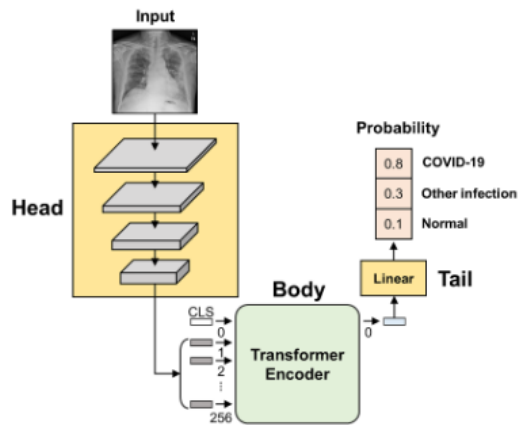 Input
Head
CLS
0
1
2
⋮
256
Body
Transformer
Encoder
0
Probability
0.8 COVID-19
0.3 Other infection
0.1 Normal
Linear
Tail